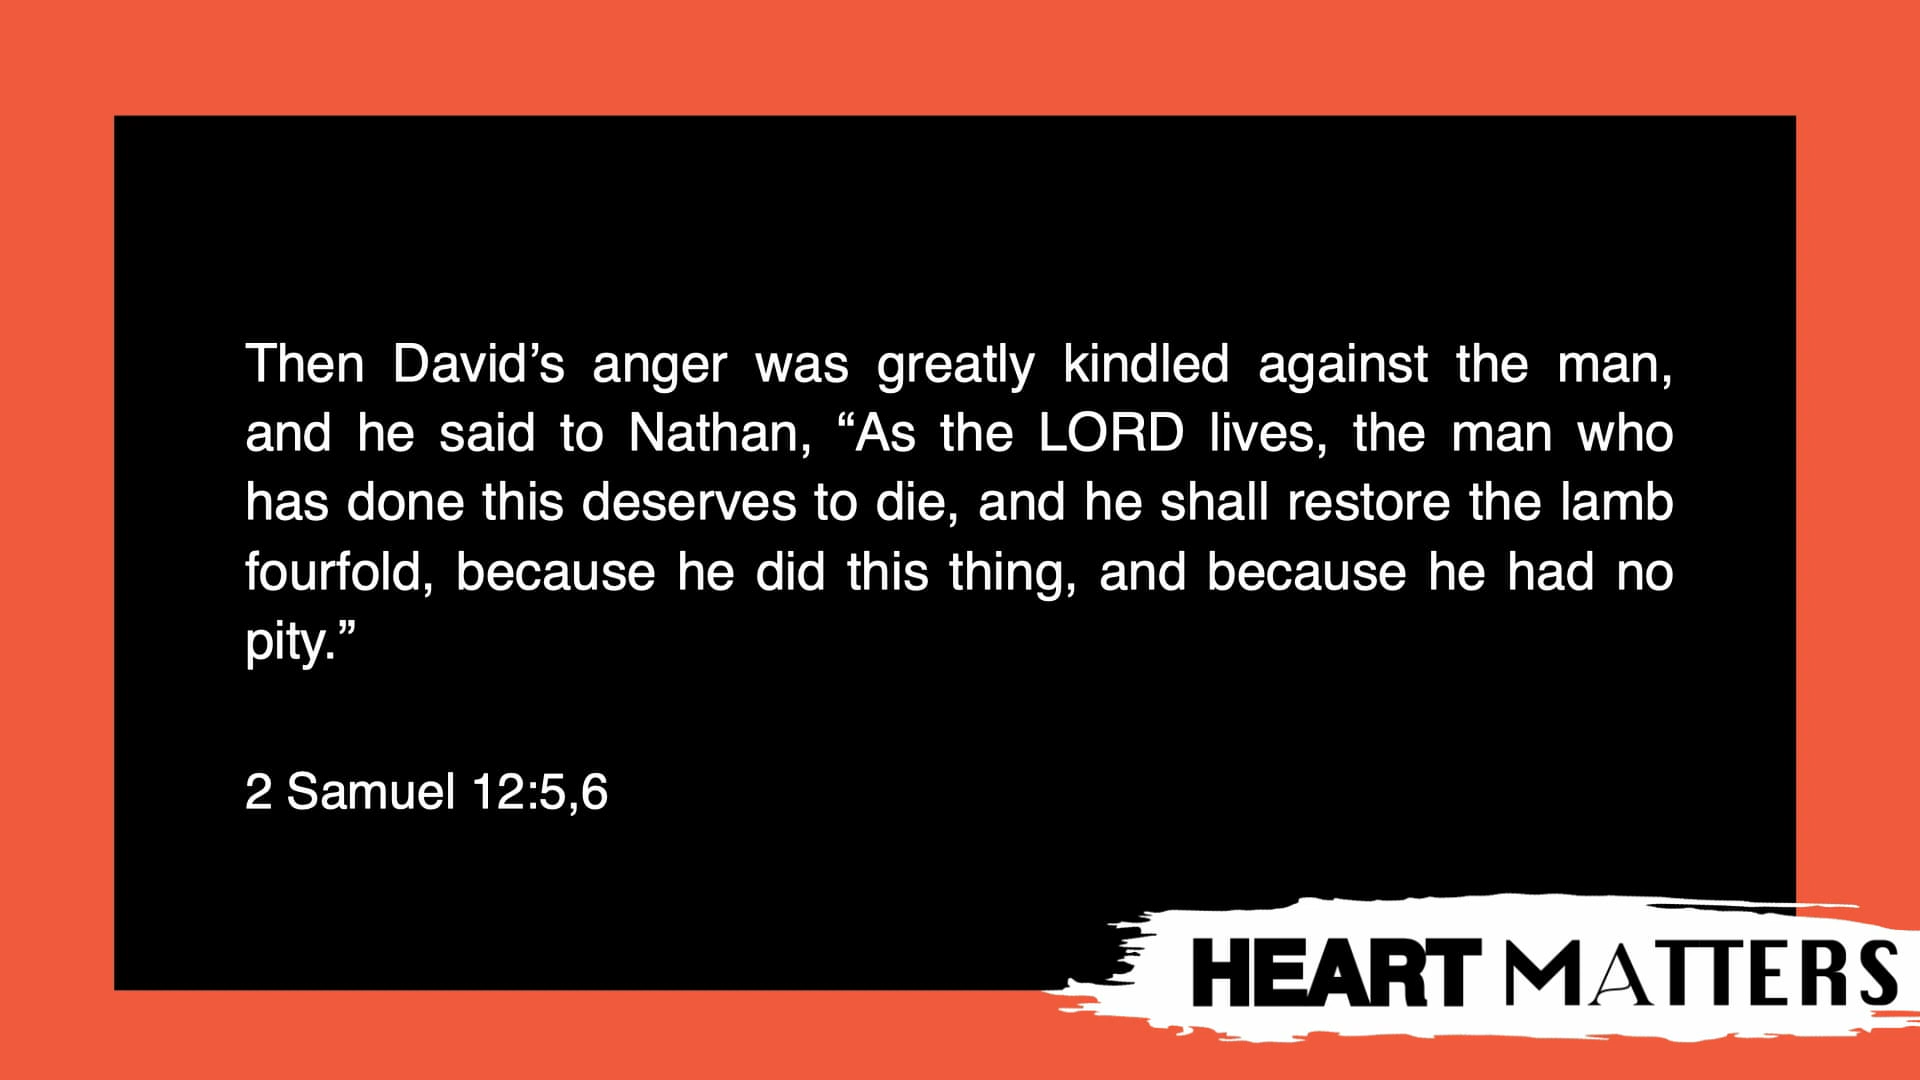 Then David’s anger was greatly kindled against the man,
and he said to Nathan, “As the LORD lives, the man who
has done this deserves to die, and he shall restore the lamb
fourfold, because he did this thing, and because he had no
pity.”
2 Samuel 12:5,6
HEART MATTERS